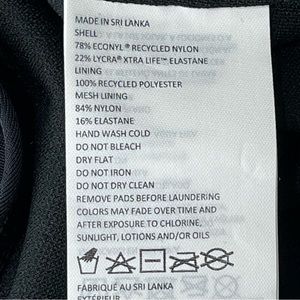 MADE IN SRI LANKA
SHELL
78% ECONYL® RECYCLED NYLON
22% LYCRA® XTRA LIFE™ ELASTANE
LINING
100% RECYCLED POLYESTER
MESH LINING
84% NYLON
16% ELASTANE
HAND WASH COLD
DO NOT BLEACH
DRY FLAT
DO NOT IRON
DO NOT DRY CLEAN
REMOVE PADS BEFORE LAUNDERING
COLORS MAY FADE OVER TIME AND
AFTER EXPOSURE TO CHLORINE,
SUNLIGHT, LOTIONS AND/OR OILS
FABRIQUÉ AU SRI LANKA
EXTÉRIEUR